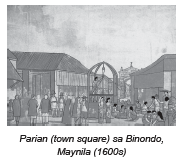 Parian (town square) sa Binondo,
Maynila (1600s)